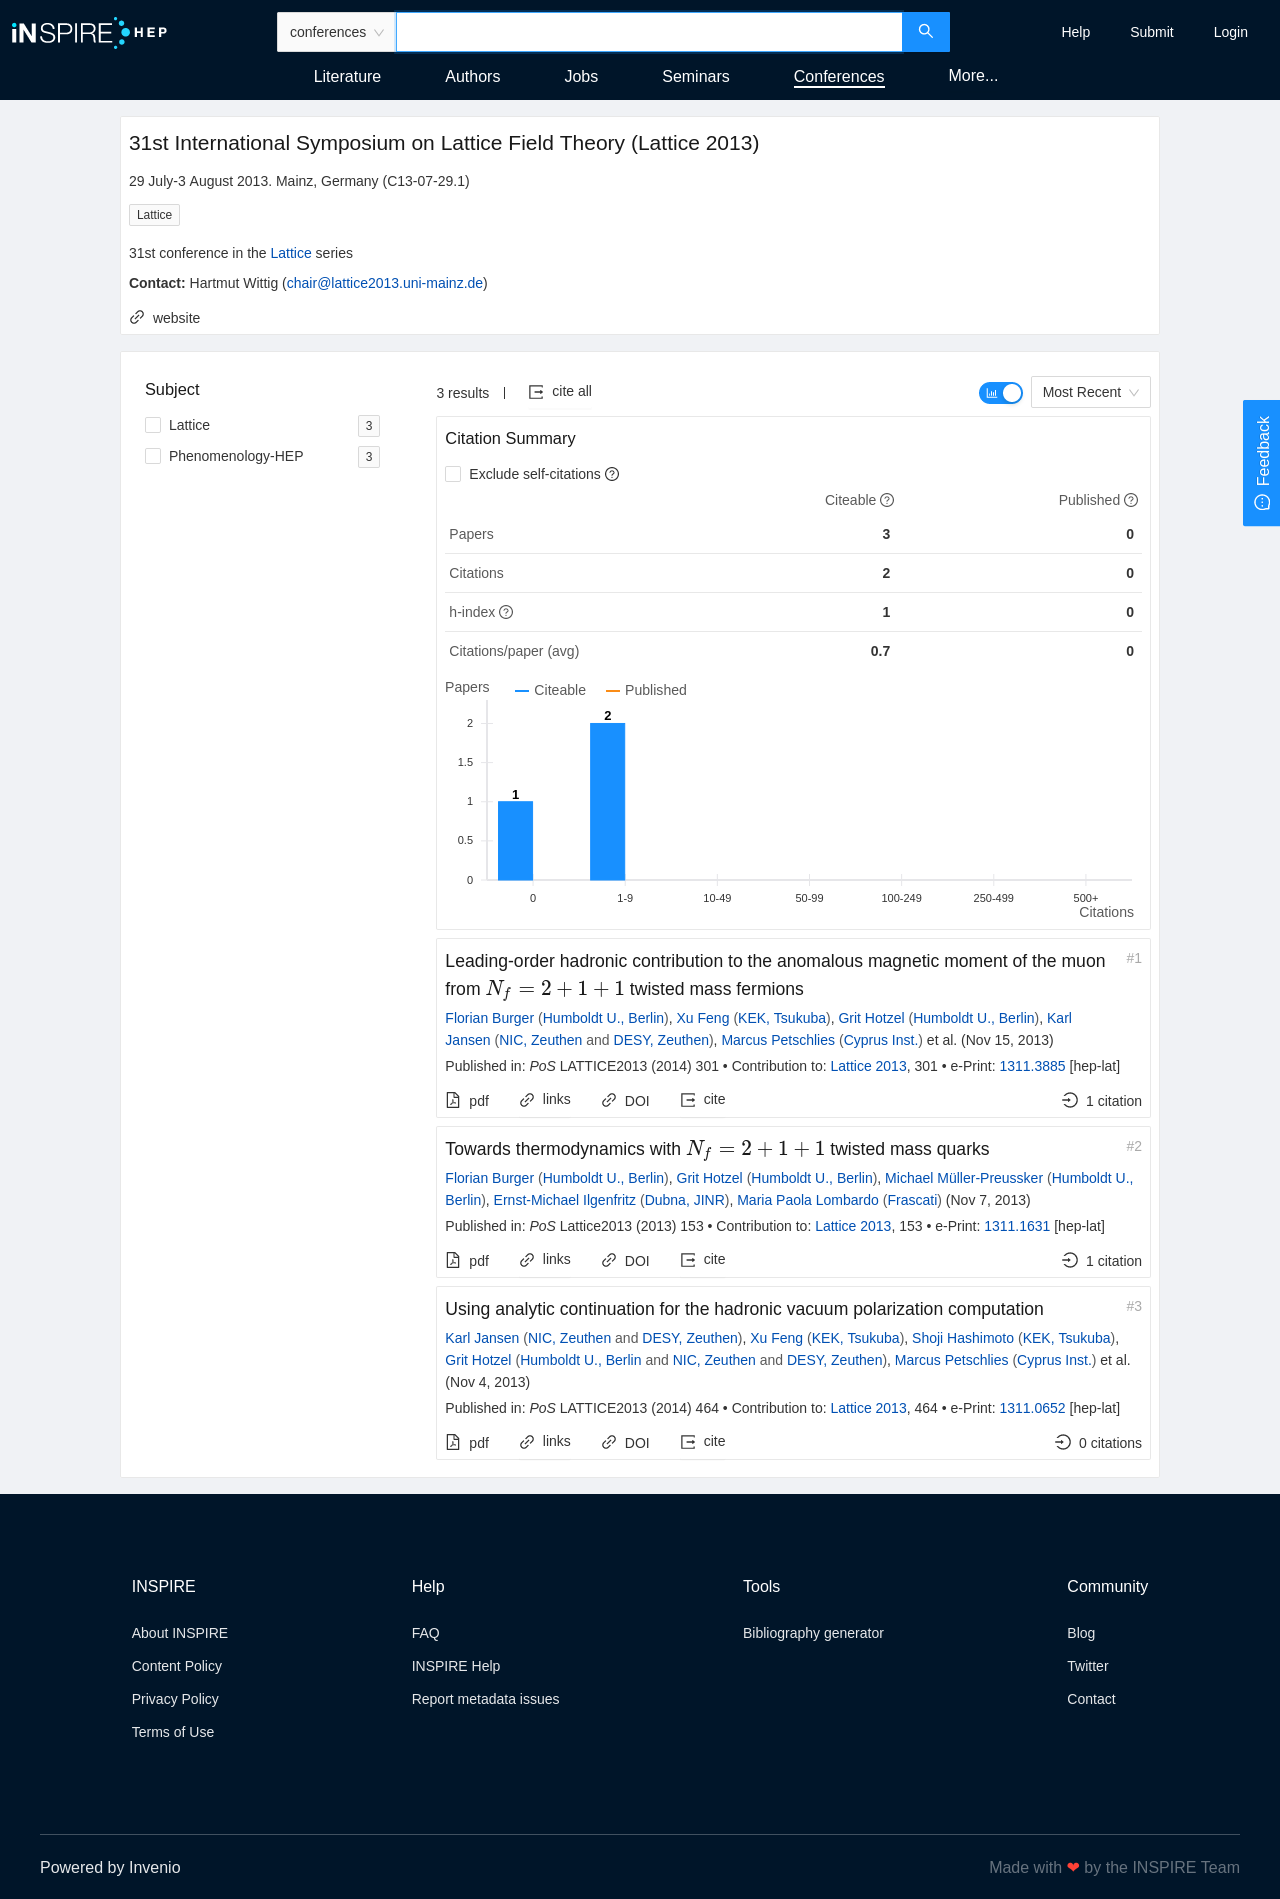 iNSPIRE HEP
conferences
Help
Submit
Login
Literature
Authors
Jobs
Seminars
Conferences
More...
31st International Symposium on Lattice Field Theory (Lattice 2013)
29 July-3 August 2013. Mainz, Germany (C13-07-29.1)
Lattice
31st conference in the Lattice series
Contact: Hartmut Wittig (chair@lattice2013.uni-mainz.de)
website
Subject
Lattice 3
Phenomenology-HEP 3
3 results | cite all
Most Recent
Feedback
Citation Summary
Exclude self-citations
Citeable Published
Papers 3 0
Citations 2 0
h-index 1 0
Citations/paper (avg) 0.7 0
Papers
Citeable Published
2
1.5
1
0.5
0
1
2
0 1-9 10-49 50-99 100-249 250-499 500+
Citations
Leading-order hadronic contribution to the anomalous magnetic moment of the muon #1
from N_f = 2 + 1 + 1 twisted mass fermions
Florian Burger (Humboldt U., Berlin), Xu Feng (KEK, Tsukuba), Grit Hotzel (Humboldt U., Berlin), Karl
Jansen (NIC, Zeuthen and DESY, Zeuthen), Marcus Petschlies (Cyprus Inst.) et al. (Nov 15, 2013)
Published in: PoS LATTICE2013 (2014) 301 • Contribution to: Lattice 2013, 301 • e-Print: 1311.3885 [hep-lat]
pdf links DOI cite 1 citation
Towards thermodynamics with N_f = 2 + 1 + 1 twisted mass quarks #2
Florian Burger (Humboldt U., Berlin), Grit Hotzel (Humboldt U., Berlin), Michael Müller-Preussker (Humboldt U.,
Berlin), Ernst-Michael Ilgenfritz (Dubna, JINR), Maria Paola Lombardo (Frascati) (Nov 7, 2013)
Published in: PoS Lattice2013 (2013) 153 • Contribution to: Lattice 2013, 153 • e-Print: 1311.1631 [hep-lat]
pdf links DOI cite 1 citation
Using analytic continuation for the hadronic vacuum polarization computation #3
Karl Jansen (NIC, Zeuthen and DESY, Zeuthen), Xu Feng (KEK, Tsukuba), Shoji Hashimoto (KEK, Tsukuba),
Grit Hotzel (Humboldt U., Berlin and NIC, Zeuthen and DESY, Zeuthen), Marcus Petschlies (Cyprus Inst.) et al.
(Nov 4, 2013)
Published in: PoS LATTICE2013 (2014) 464 • Contribution to: Lattice 2013, 464 • e-Print: 1311.0652 [hep-lat]
pdf links DOI cite 0 citations
INSPIRE
About INSPIRE
Content Policy
Privacy Policy
Terms of Use
Help
FAQ
INSPIRE Help
Report metadata issues
Tools
Bibliography generator
Community
Blog
Twitter
Contact
Powered by Invenio
Made with ❤ by the INSPIRE Team